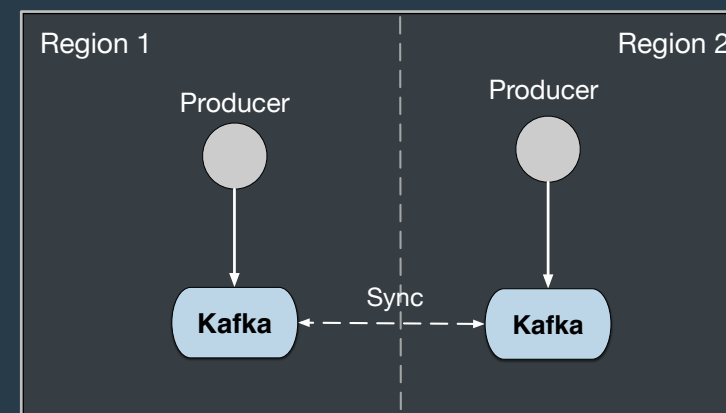 Region 1
Region 2
Producer
Producer
Sync
Kafka
Kafka